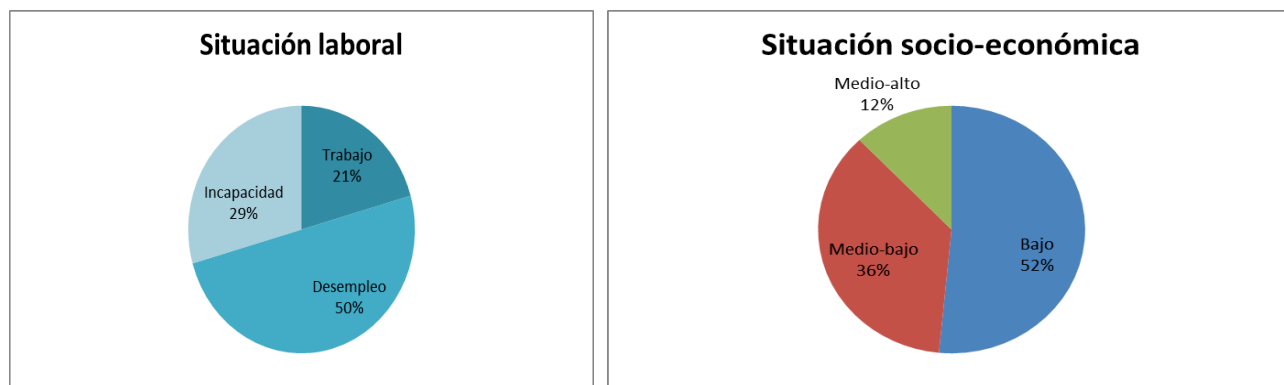 Situación laboral
Trabajo
21%
Incapacidad
29%
Desempleo
50%
Situación socio-económica
Medio-alto
12%
Medio-bajo
36%
Bajo
52%